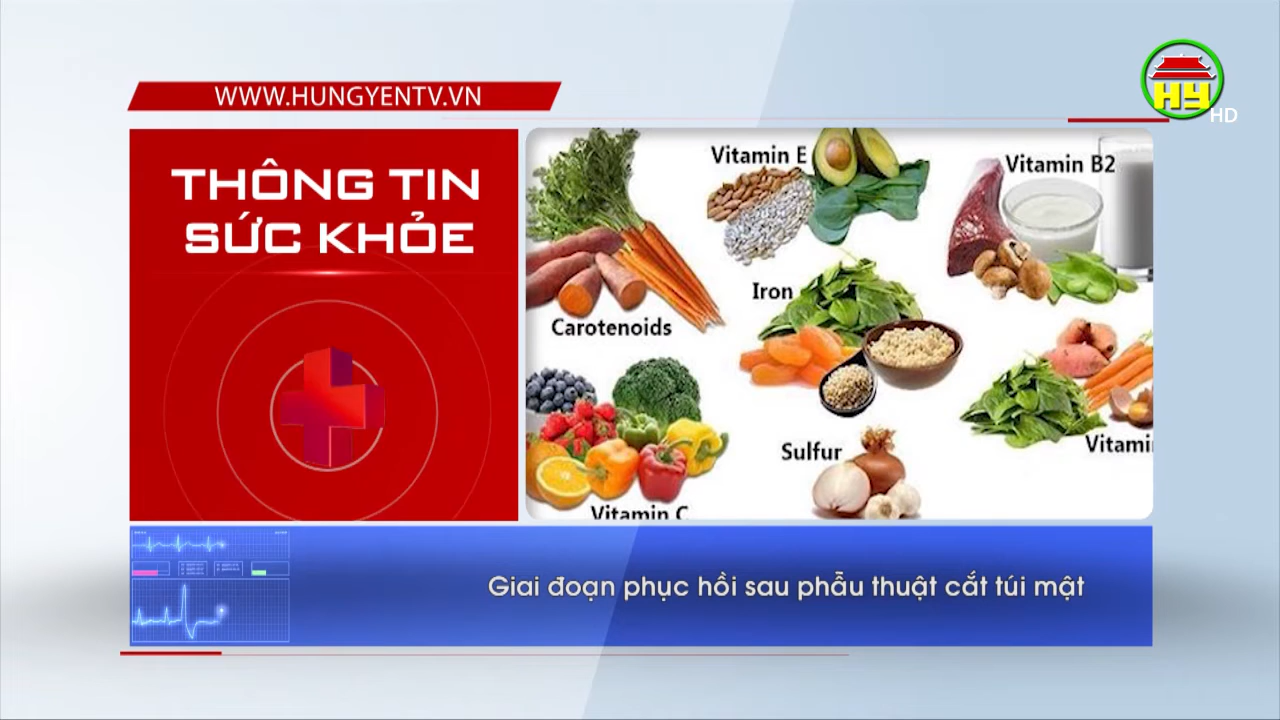 WWW.HUNGYENTV.VN
HY
HD
THÔNG TIN
SỨC KHỎE
Vitamin E
Vitamin B2
Iron
Carotenoids
Sulfur
Vitami
Vitamin C
Giai đoạn phục hồi sau phẫu thuật cắt túi mật